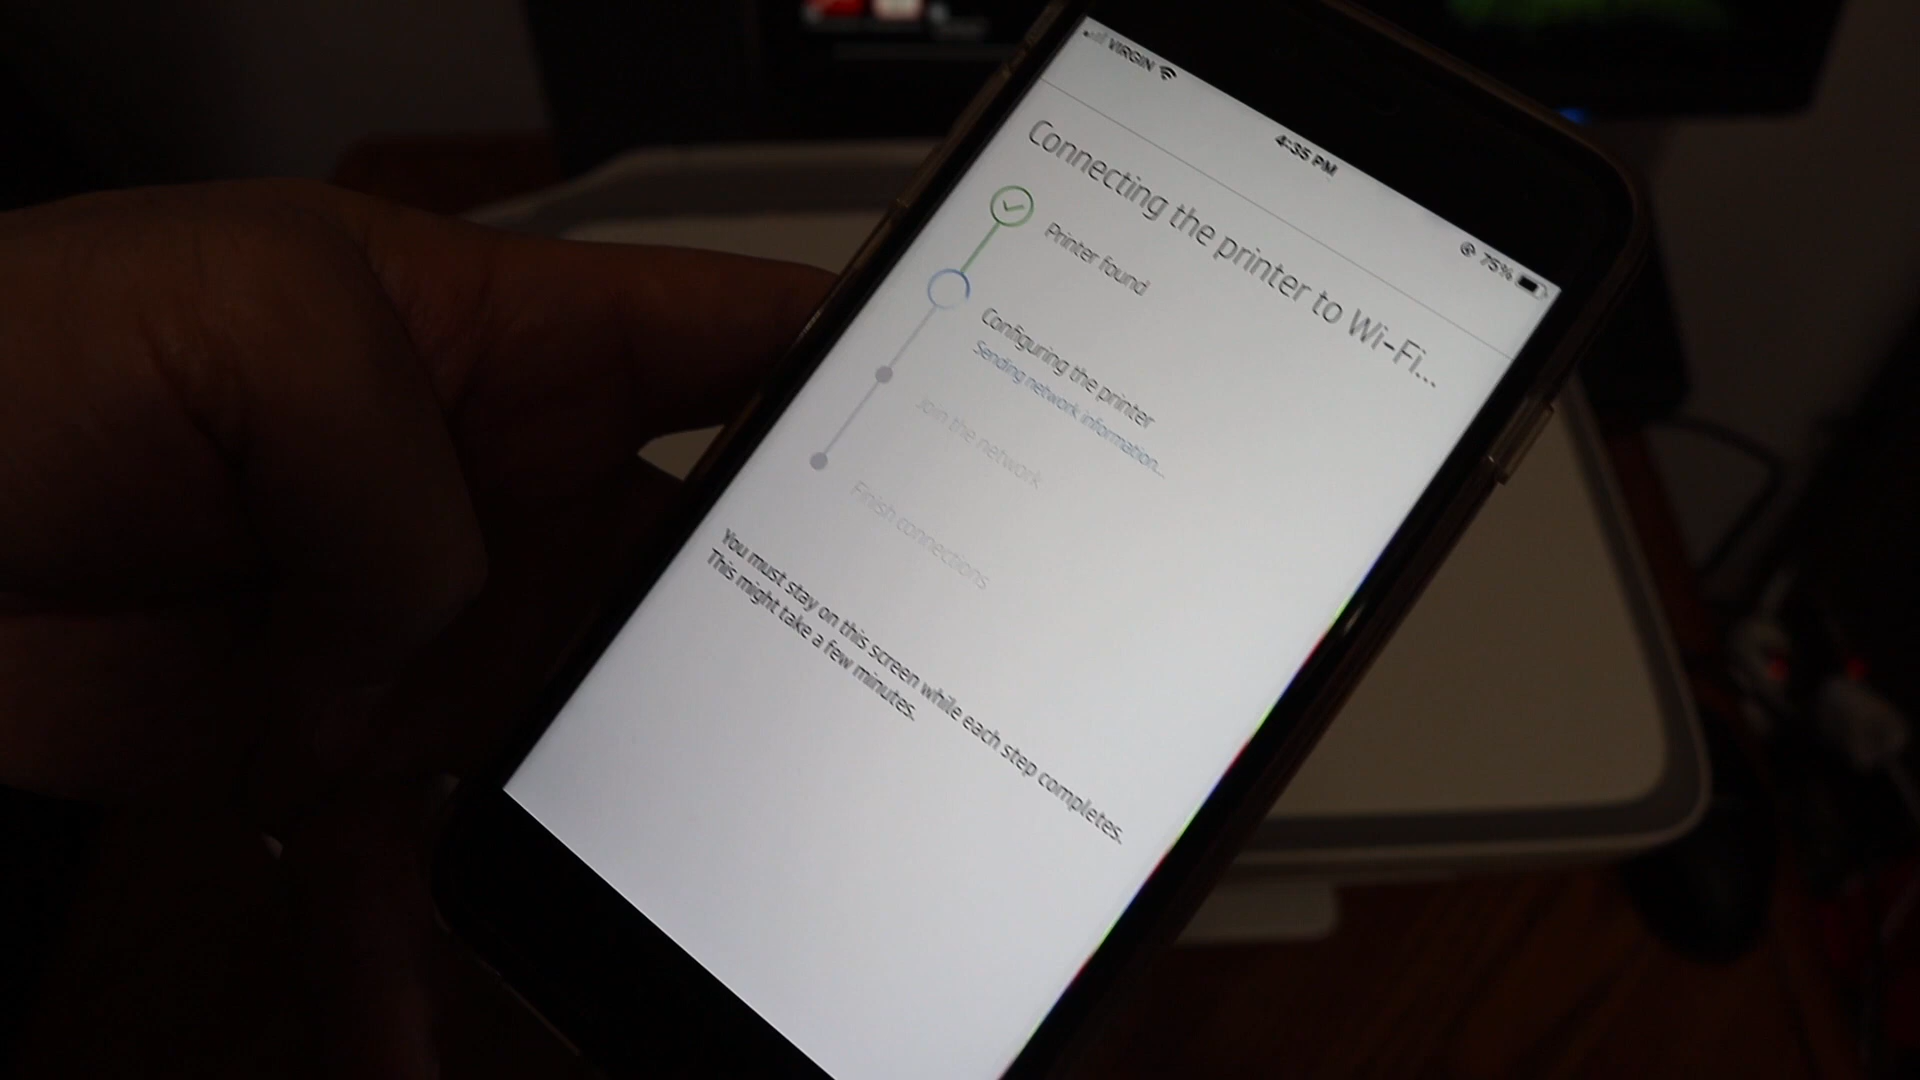 VIRGIN
4:35 PM
75%
Connecting the printer to Wi-Fi...
Printer found
Configuring the printer
Sending network information...
Join the network
Finish connections
You must stay on this screen while each step completes.
This might take a few minutes.